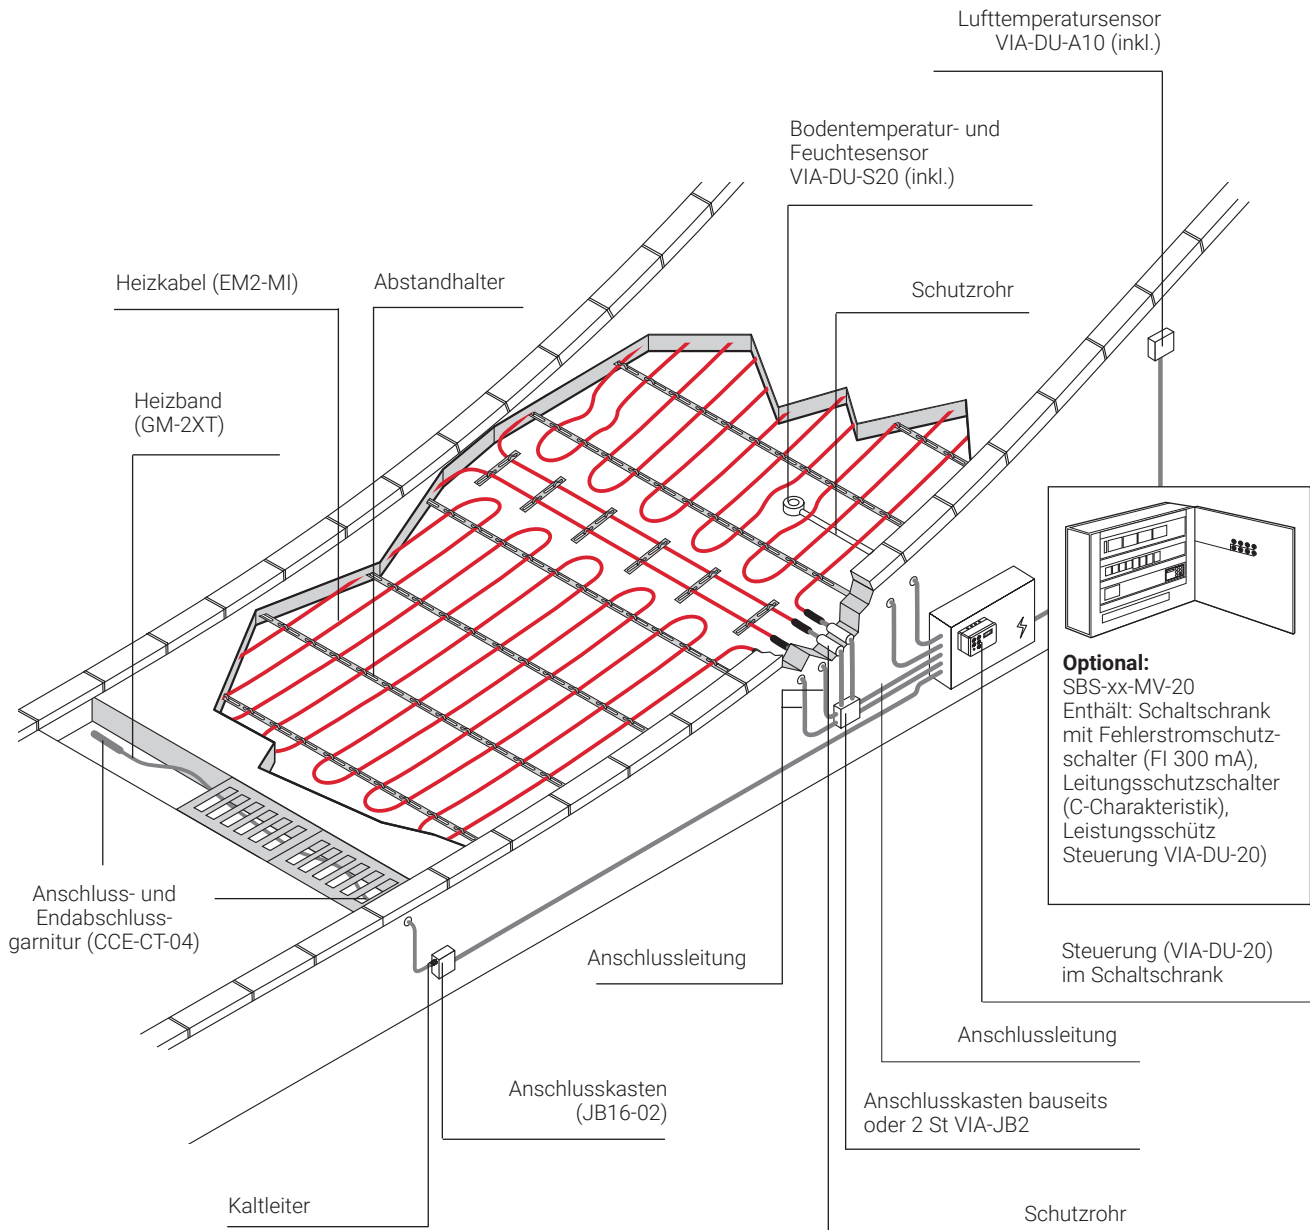 Lufttemperatursensor
VIA-DU-A10 (inkl.)
Bodentemperatur- und
Feuchtesensor
VIA-DU-S20 (inkl.)
Heizkabel (EM2-MI)
Abstandhalter
Schutzrohr
Heizband
(GM-2XT)
Optional:
SBS-xx-MV-20
Enthält: Schaltschrank
mit Fehlerstromschutz-
schalter (FI 300 mA),
Leitungsschutzschalter
(C-Charakteristik),
Leistungsschütz
Steuerung VIA-DU-20)
Anschluss- und
Endabschluss-
garnitur (CCE-CT-04)
Anschlussleitung
Steuerung (VIA-DU-20)
im Schaltschrank
Anschlussleitung
Anschlusskasten
(JB16-02)
Anschlusskasten bauseits
oder 2 St VIA-JB2
Kaltleiter
Schutzrohr